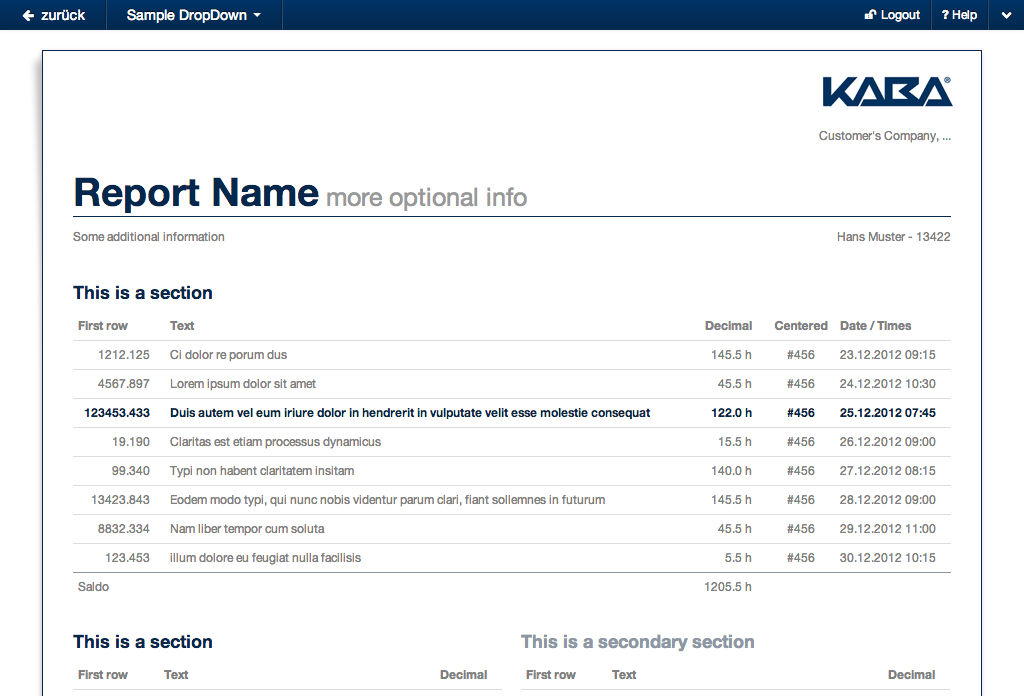 zurück Sample DropDown Logout ? Help
KABA®
Customer's Company, ...
Report Name more optional info
Some additional information Hans Muster - 13422
This is a section
First row Text Decimal Centered Date / Times
1212.125 Ci dolor re porum dus 145.5 h #456 23.12.2012 09:15
4567.897 Lorem ipsum dolor sit amet 45.5 h #456 24.12.2012 10:30
123453.433 Duis autem vel eum iriure dolor in hendrerit in vulputate velit esse molestie consequat 122.0 h #456 25.12.2012 07:45
19.190 Claritas est etiam processus dynamicus 15.5 h #456 26.12.2012 09:00
99.340 Typi non habent claritatem insitam 140.0 h #456 27.12.2012 08:15
13423.843 Eodem modo typi, qui nunc nobis videntur parum clari, fiant sollemnes in futurum 145.5 h #456 28.12.2012 09:00
8832.334 Nam liber tempor cum soluta 45.5 h #456 29.12.2012 11:00
123.453 illum dolore eu feugiat nulla facilisis 5.5 h #456 30.12.2012 10:15
Saldo 1205.5 h
This is a section This is a secondary section
First row Text Decimal First row Text Decimal